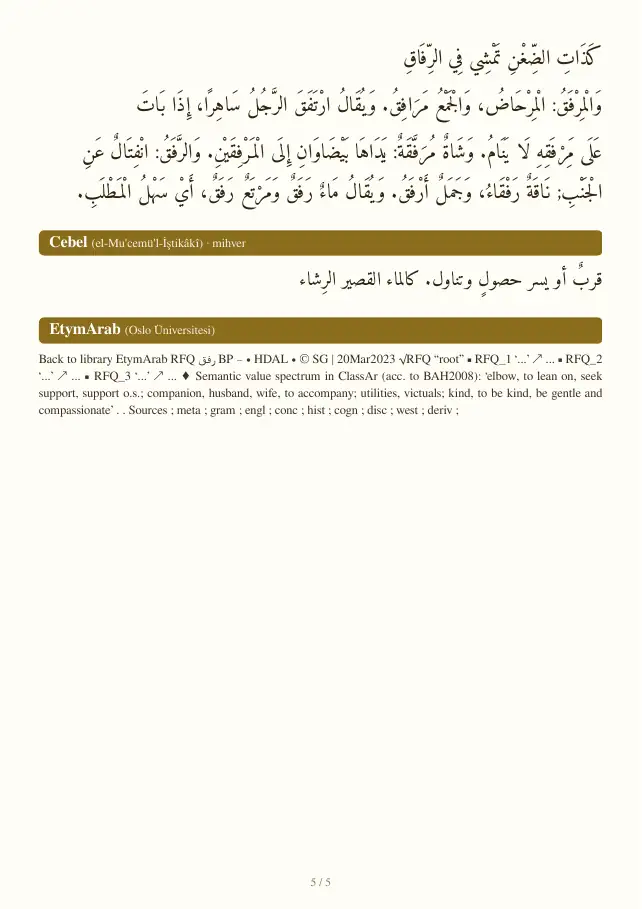 كَذَاتِ الضِّغْنِ تَمْشِي فِي الرِّفَاقِ
وَالْمِرْفَقُ: الْمِرْحَاضُ، وَالْجَمْعُ مَرَافِقُ. وَيُقَالُ ارْتَفَقَ الرَّجُلُ سَاهِرًا، إِذَا بَاتَ
عَلَى مِرْفَقِهِ لَا يَنَامُ. وَشَاةٌ مُرَفَّقَةٌ: يَدَاهَا بَيْضَاوَانِ إِلَى الْمَرْفِقَيْنِ. وَالرَّفَقُ: انْفِتَالٌ عَنِ
الْجَنْبِ; نَاقَةٌ رَفْقَاءُ، وَجَمَلٌ أَرْفَقُ. وَيُقَالُ مَاءٌ رَفَقٌ وَمَرْتَعٌ رَفَقٌ، أَيْ سَهْلُ الْمَطْلَبِ.
Cebel (el-Mu'cemü'l-İştikâkî) · mihver
قربٌ أو يسر حصولٍ وتناول. كالماء القصير الرِشاء
EtymArab (Oslo Üniversitesi)
Back to library EtymArab RFQ رفق BP – • HDAL • © SG | 20Mar2023 √RFQ “root” ▪ RFQ_1 ‘...’ ↗ ... ▪ RFQ_2
‘...’ ↗ ... ▪ RFQ_3 ‘...’ ↗ ... ♦ Semantic value spectrum in ClassAr (acc. to BAH2008): ‘elbow, to lean on, seek
support, support o.s.; companion, husband, wife, to accompany; utilities, victuals; kind, to be kind, be gentle and
compassionate’ . . Sources ; meta ; gram ; engl ; conc ; hist ; cogn ; disc ; west ; deriv ;
5 / 5